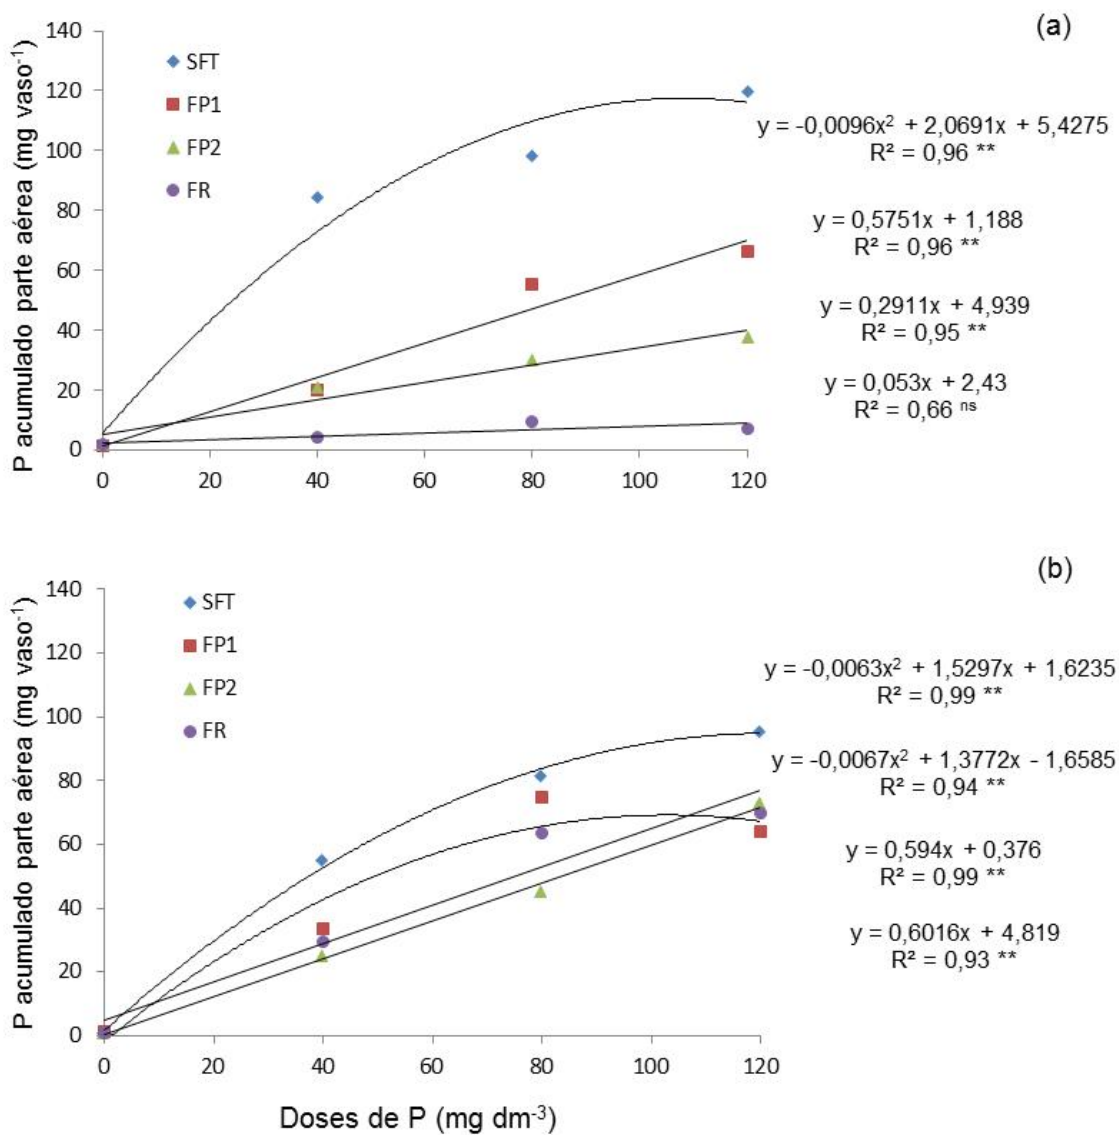 (a)
P acumulado parte aérea (mg vaso⁻¹)
140
120
100
80
60
40
20
0
SFT
FP1
FP2
FR
y = -0,0096x² + 2,0691x + 5,4275
R² = 0,96 **
y = 0,5751x + 1,188
R² = 0,96 **
y = 0,2911x + 4,939
R² = 0,95 **
y = 0,053x + 2,43
R² = 0,66 ⁿˢ
0 20 40 60 80 100 120
(b)
P acumulado parte aérea (mg vaso⁻¹)
140
120
100
80
60
40
20
0
SFT
FP1
FP2
FR
y = -0,0063x² + 1,5297x + 1,6235
R² = 0,99 **
y = -0,0067x² + 1,3772x - 1,6585
R² = 0,94 **
y = 0,594x + 0,376
R² = 0,99 **
y = 0,6016x + 4,819
R² = 0,93 **
0 20 40 60 80 100 120
Doses de P (mg dm⁻³)